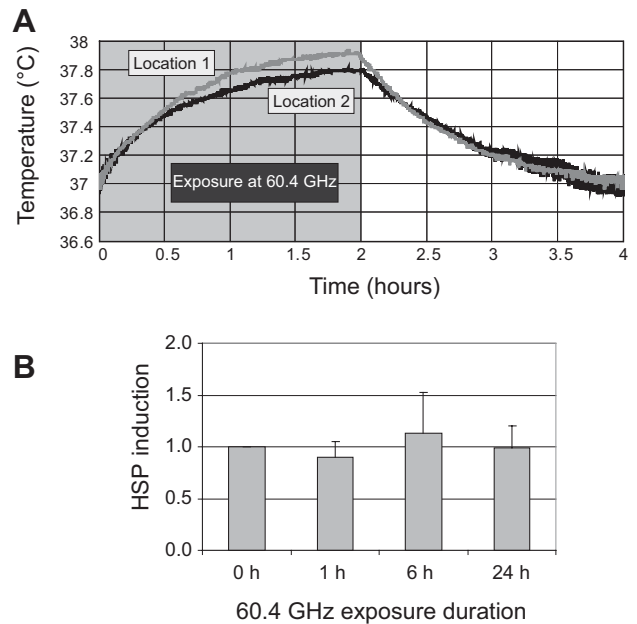 A
Temperature (°C)
38
37.8
37.6
37.4
37.2
37
36.8
36.6
Location 1
Location 2
Exposure at 60.4 GHz
0 0.5 1 1.5 2 2.5 3 3.5 4
Time (hours)
B
HSP induction
2.0
1.5
1.0
0.5
0.0
0 h 1 h 6 h 24 h
60.4 GHz exposure duration